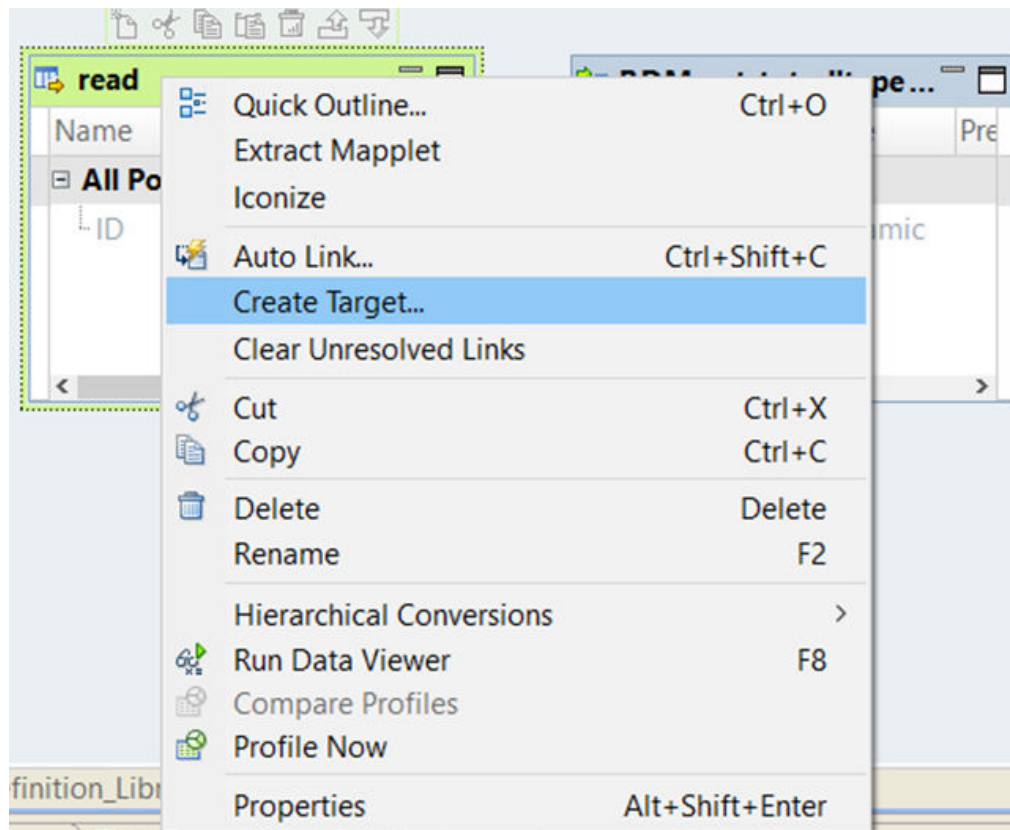 read
pe...
Name
Pre
All Po
ID
amic
Quick Outline... Ctrl+O
Extract Mapplet
Iconize
Auto Link... Ctrl+Shift+C
Create Target...
Clear Unresolved Links
Cut Ctrl+X
Copy Ctrl+C
Delete Delete
Rename F2
Hierarchical Conversions
Run Data Viewer F8
Compare Profiles
Profile Now
Properties Alt+Shift+Enter
finition_Libr